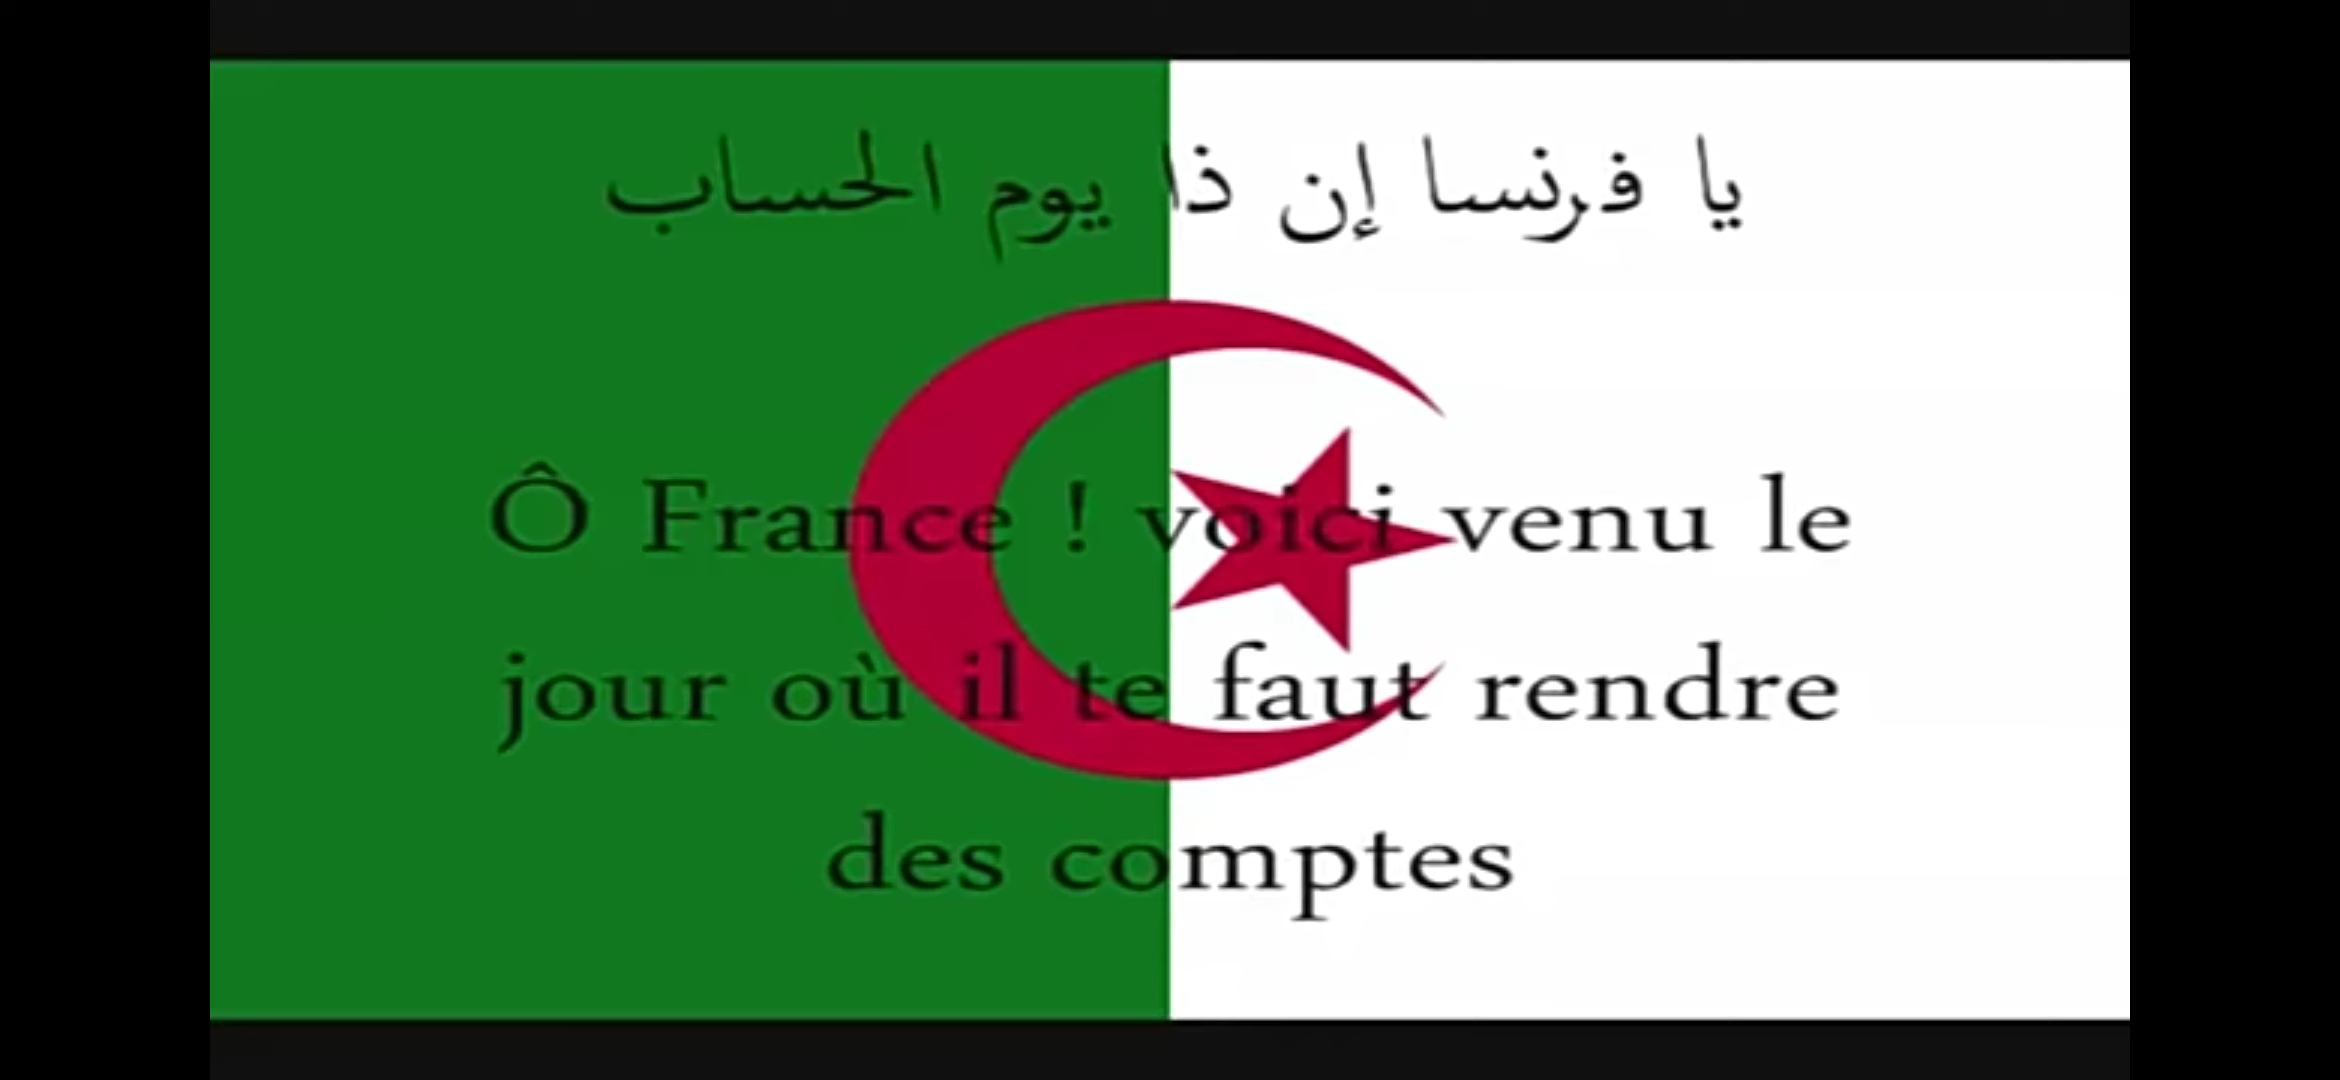 يا فرنسا إن ذا يوم الحساب
Ô France ! voici venu le
jour où il te faut rendre
des comptes